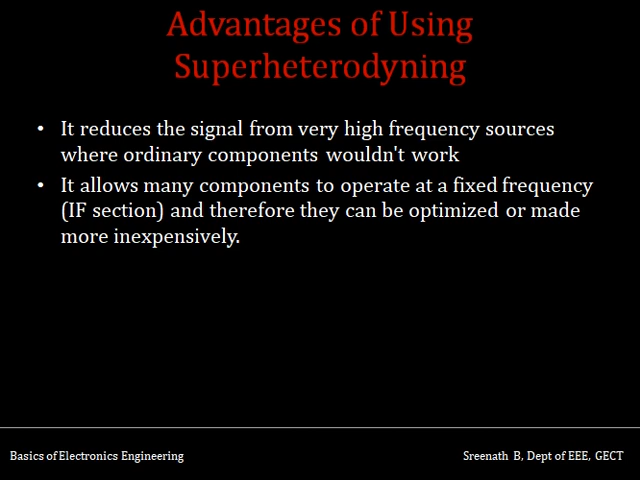 Advantages of Using
Superheterodyning
• It reduces the signal from very high frequency sources
where ordinary components wouldn't work
• It allows many components to operate at a fixed frequency
(IF section) and therefore they can be optimized or made
more inexpensively.
Basics of Electronics Engineering
Sreenath B, Dept of EEE, GECT